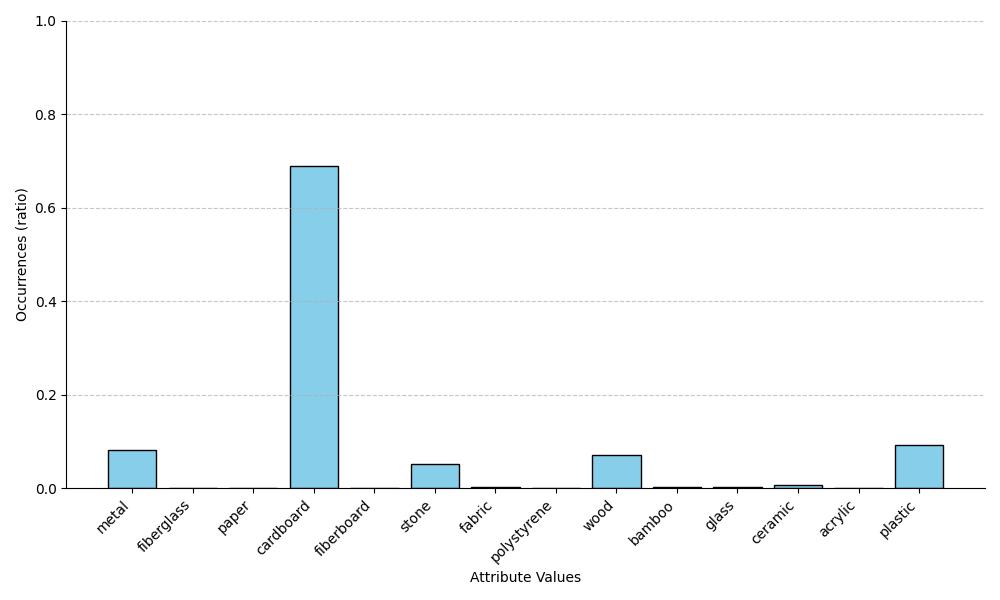 1.0
0.8
0.6
0.4
0.2
0.0
Occurrences (ratio)
metal
fiberglass
paper
cardboard
fiberboard
stone
fabric
polystyrene
wood
bamboo
glass
ceramic
acrylic
plastic
Attribute Values